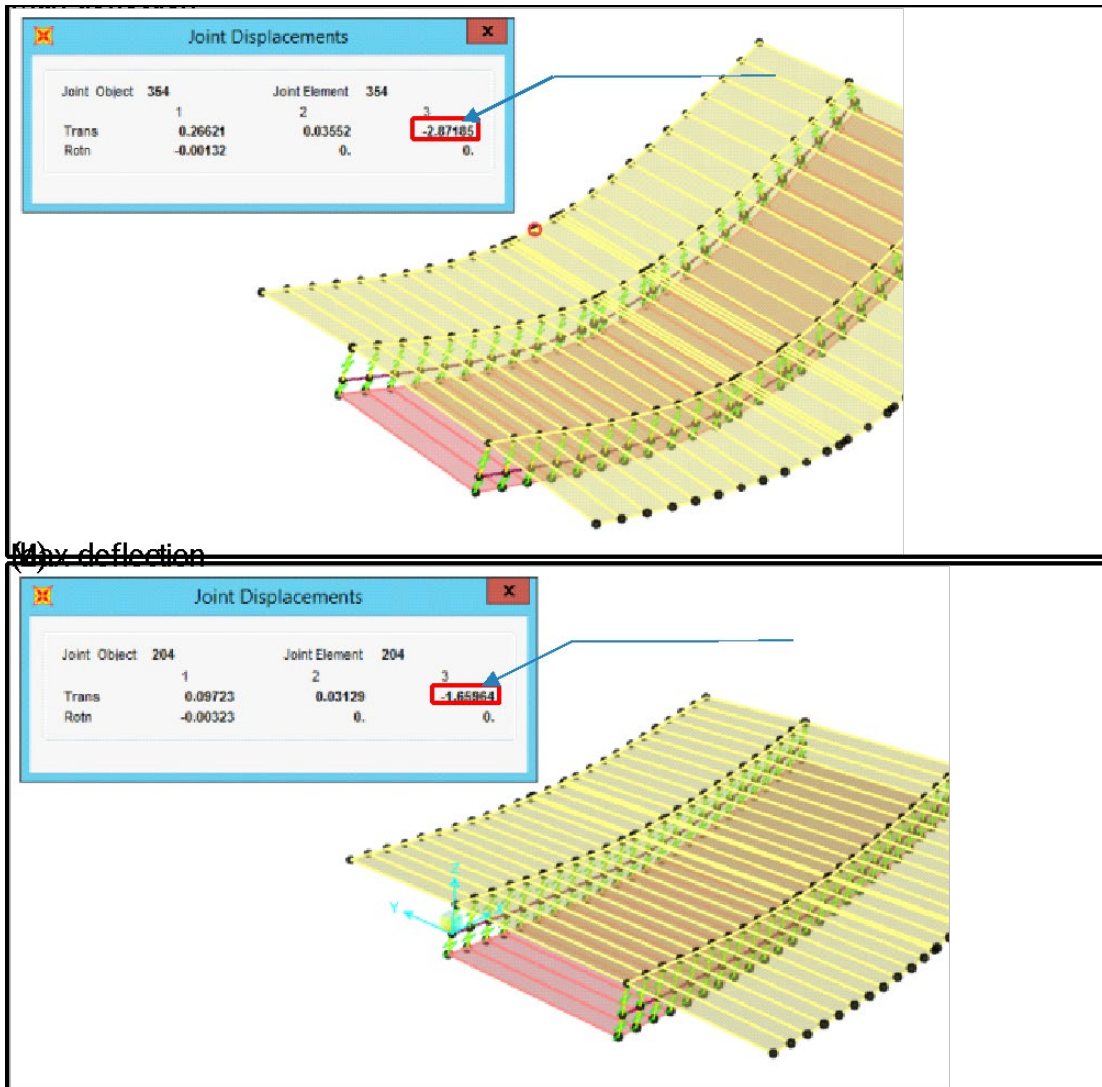 Max deflection
Joint Displacements
x
Joint Object 354 Joint Element 354
1 2 3
Trans 0.26621 0.03552 -2.87185
Rotn -0.00132 0. 0.
Max deflection
Joint Displacements
x
Joint Object 204 Joint Element 204
1 2 3
Trans 0.09723 0.03129 -1.65964
Rotn -0.00323 0. 0.
Z
Y X